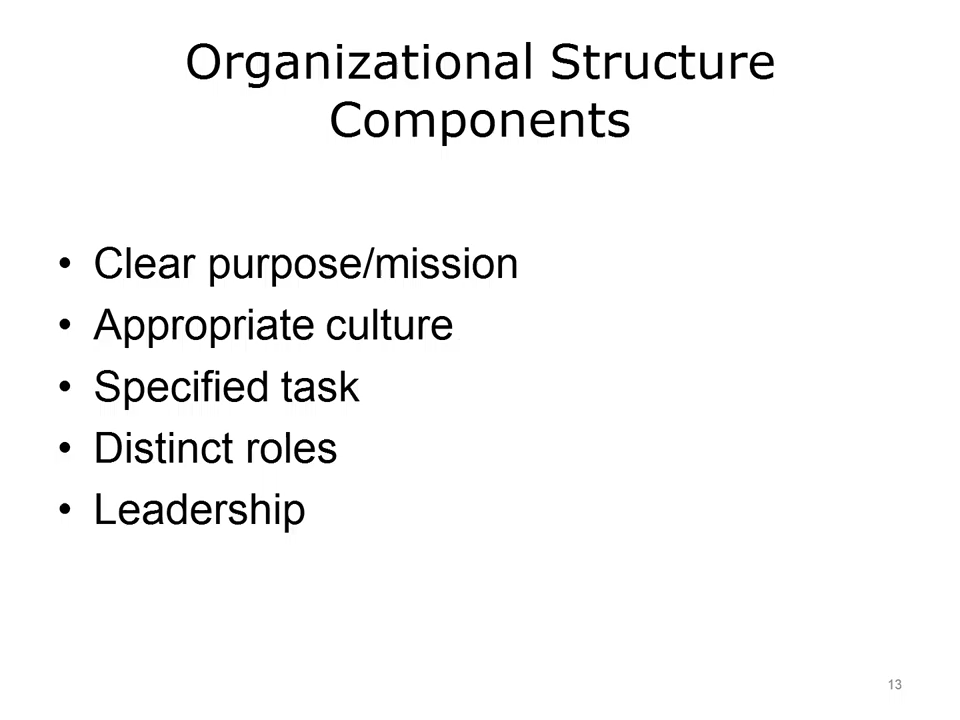 Organizational Structure
Components
• Clear purpose/mission
• Appropriate culture
• Specified task
• Distinct roles
• Leadership
13